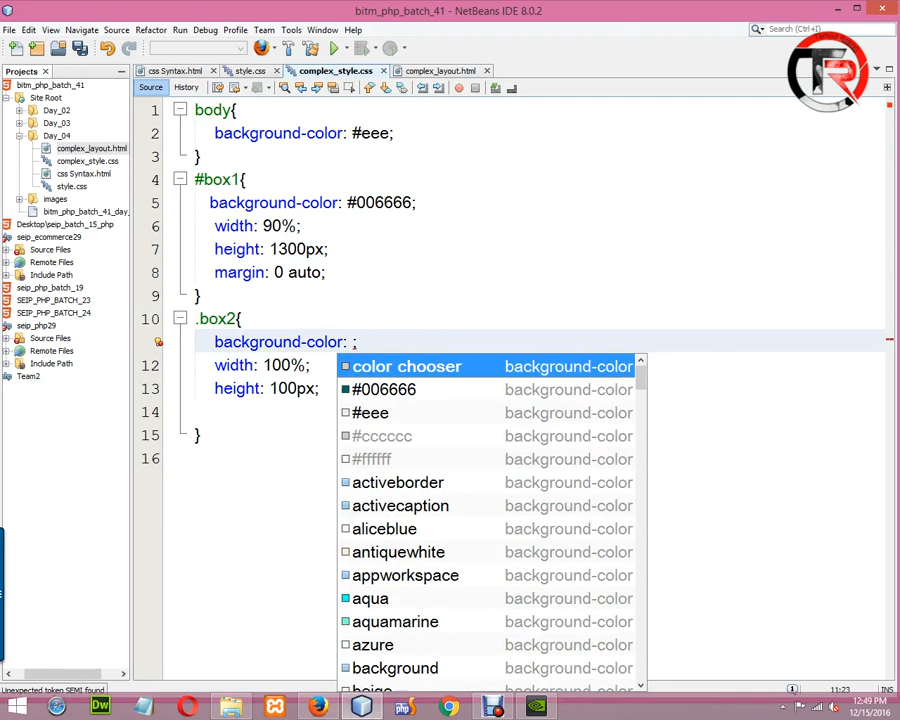 bitm_php_batch_41 - NetBeans IDE 8.0.2
File Edit View Navigate Source Refactor Run Debug Profile Team Tools Window Help
Search (Ctrl+I)
Projects
css Syntax.html
style.css
complex_style.css
complex_layout.html
Source History
bitm_php_batch_41
Site Root
Day_02
Day_03
Day_04
complex_layout.html
complex_style.css
css Syntax.html
style.css
images
bitm_php_batch_41_day_
Desktop\seip_batch_15_php
seip_ecommerce29
Source Files
Remote Files
Include Path
seip_php_batch_19
SEIP_PHP_BATCH_23
SEIP_PHP_BATCH_24
seip_php29
Source Files
Remote Files
Include Path
Team2
1 body{
2 background-color: #eee;
3 }
4 #box1{
5 background-color: #006666;
6 width: 90%;
7 height: 1300px;
8 margin: 0 auto;
9 }
10 .box2{
background-color: ;
12 width: 100%;
13 height: 100px;
14
15 }
16
color chooser background-color
#006666 background-color
#eee background-color
#cccccc background-color
#ffffff background-color
activeborder background-color
activecaption background-color
aliceblue background-color
antiquewhite background-color
appworkspace background-color
aqua background-color
aquamarine background-color
azure background-color
background background-color
beige background-color
Unexpected token SEMI found
1 11:23 INS
Dw
php
12:49 PM
12/15/2016